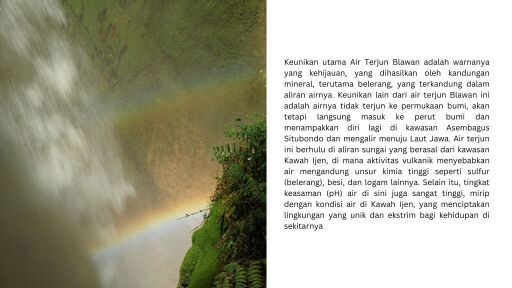 Keunikan utama Air Terjun Blawan adalah warnanya
yang kehijauan, yang dihasilkan oleh kandungan
mineral, terutama belerang, yang terkandung dalam
aliran airnya. Keunikan lain dari air terjun Blawan ini
adalah airnya tidak terjun ke permukaan bumi, akan
tetapi langsung masuk ke perut bumi dan
menampakkan diri lagi di kawasan Asembagus
Situbondo dan mengalir menuju Laut Jawa. Air terjun
ini berhulu di aliran sungai yang berasal dari kawasan
Kawah Ijen, di mana aktivitas vulkanik menyebabkan
air mengandung unsur kimia tinggi seperti sulfur
(belerang), besi, dan logam lainnya. Selain itu, tingkat
keasaman (pH) air di sini juga sangat tinggi, mirip
dengan kondisi air di Kawah Ijen, yang menciptakan
lingkungan yang unik dan ekstrim bagi kehidupan di
sekitarnya